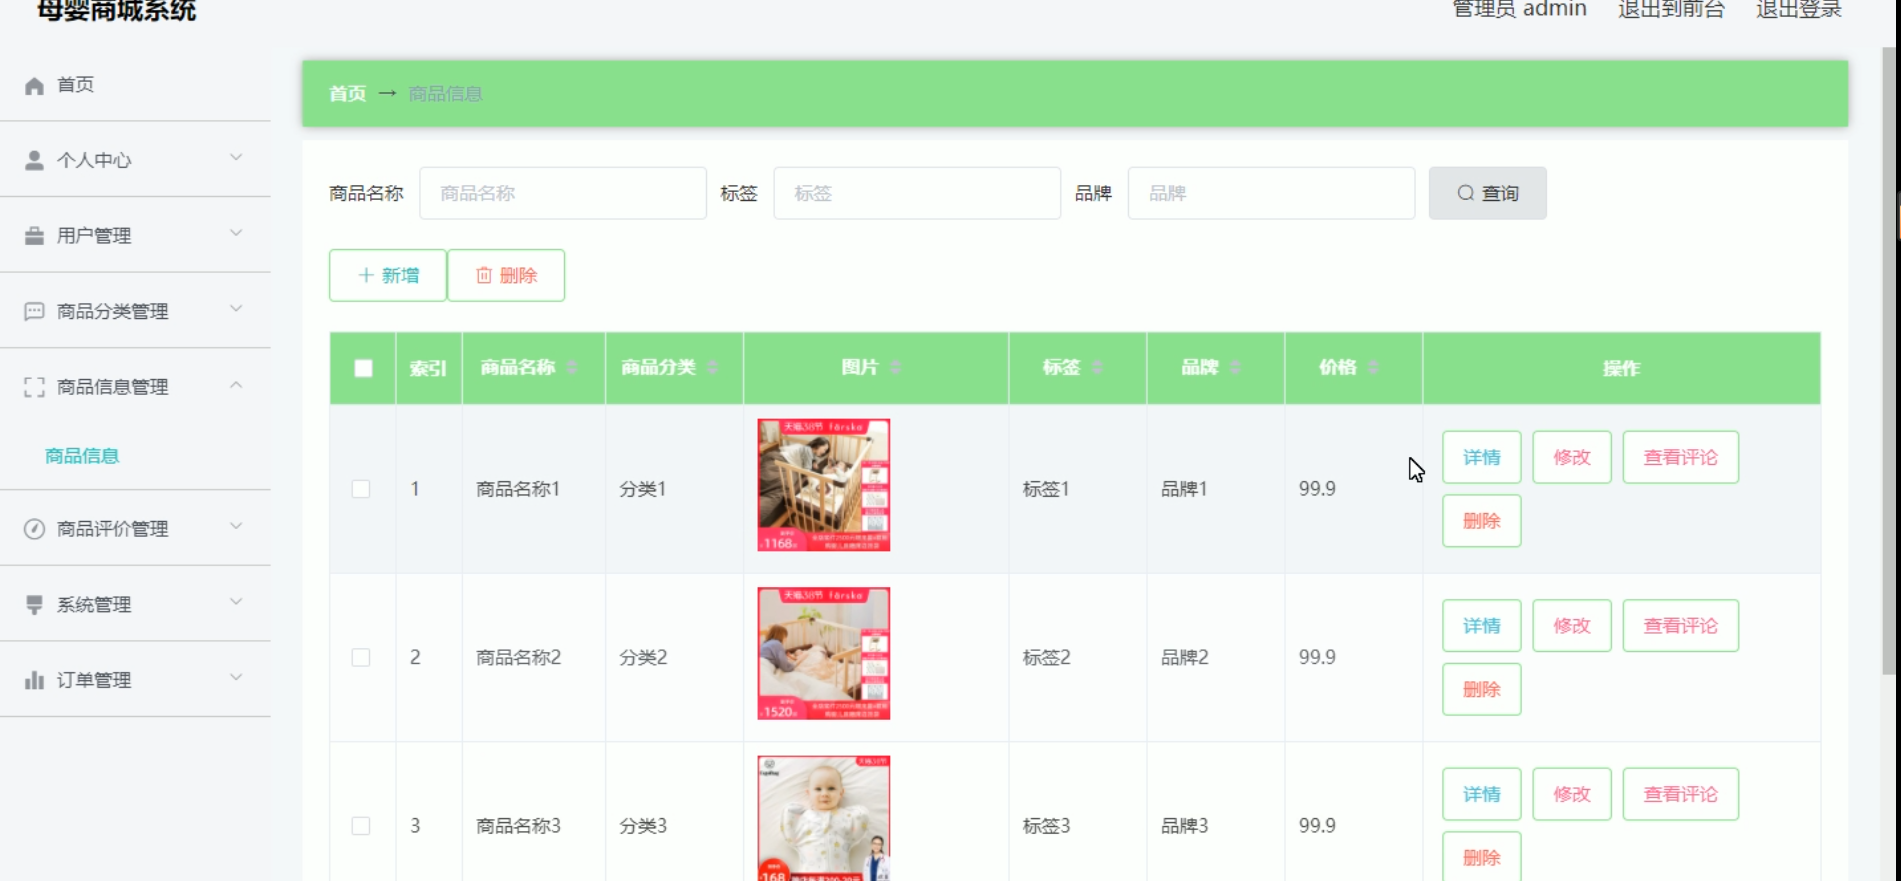 母婴商城系统
管理员 admin 退出到前台 退出登录
首页
个人中心
用户管理
商品分类管理
商品信息管理
商品信息
商品评价管理
系统管理
订单管理
首页 → 商品信息
商品名称 商品名称 标签 标签 品牌 品牌 查询
新增 删除
索引 商品名称 商品分类 图片 标签 品牌 价格 操作
天猫38节 fårska
1168
1 商品名称1 分类1 标签1 品牌1 99.9 详情 修改 查看评论
删除
天猫38节 fårska
1520
2 商品名称2 分类2 标签2 品牌2 99.9 详情 修改 查看评论
删除
天猫38节
168
3 商品名称3 分类3 标签3 品牌3 99.9 详情 修改 查看评论
删除